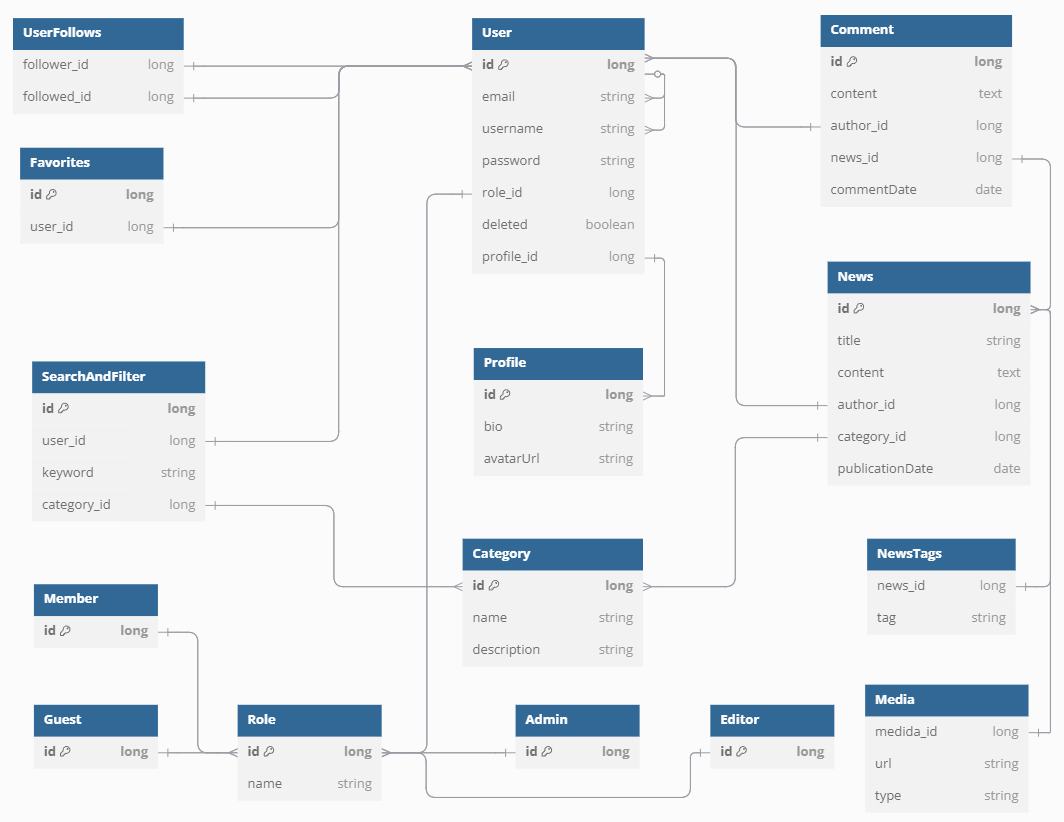 UserFollows
follower_id long
followed_id long
User
id long
email string
username string
password string
role_id long
deleted boolean
profile_id long
Comment
id long
content text
author_id long
news_id long
commentDate date
Favorites
id long
user_id long
News
id long
title string
content text
author_id long
category_id long
publicationDate date
Profile
id long
bio string
avatarUrl string
SearchAndFilter
id long
user_id long
keyword string
category_id long
Category
id long
name string
description string
NewsTags
news_id long
tag string
Member
id long
Media
medida_id long
url string
type string
Guest
id long
Role
id long
name string
Admin
id long
Editor
id long